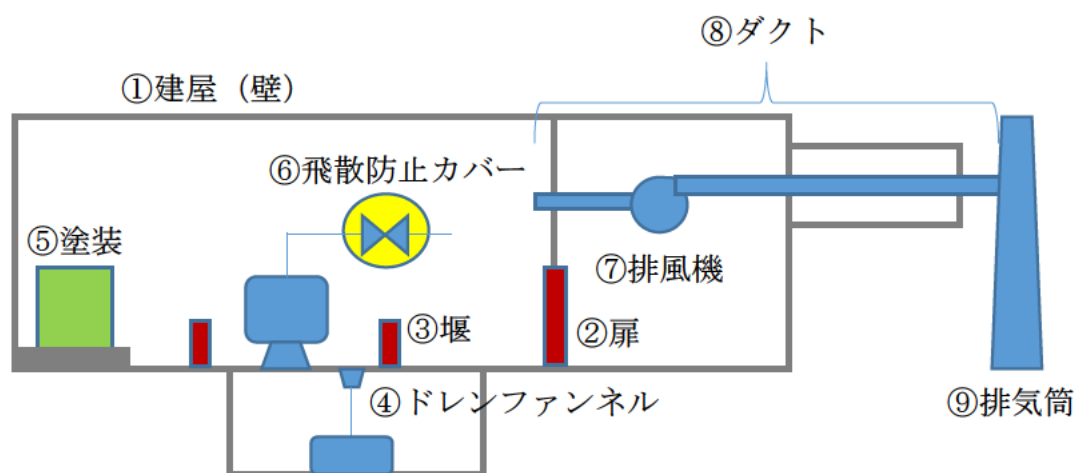 ⑧ダクト
①建屋（壁）
⑥飛散防止カバー
⑤塗装
⑦排風機
③堰
②扉
④ドレンファンネル
⑨排気筒